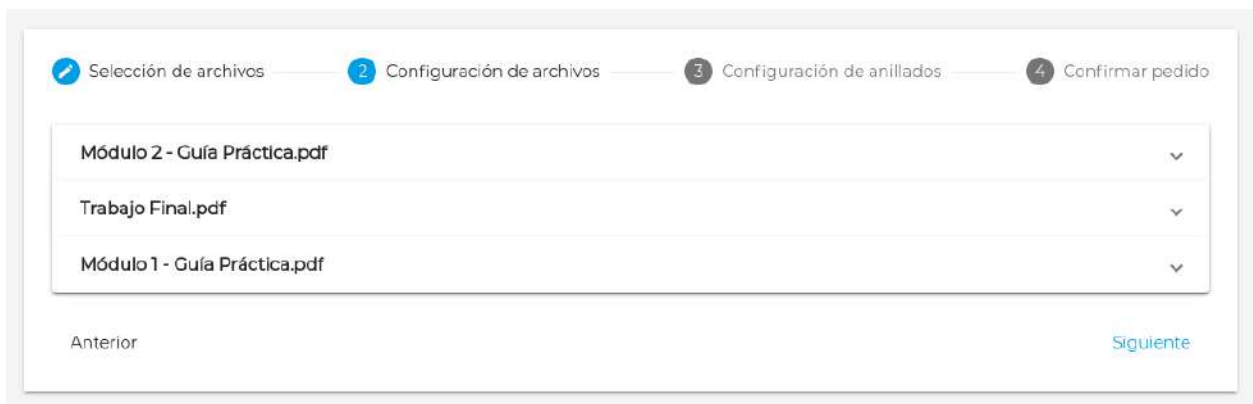 Selección de archivos 2 Configuración de archivos 3 Configuración de anillados 4 Confirmar pedido
Módulo 2 - Guía Práctica.pdf
Trabajo Final.pdf
Módulo 1 - Guía Práctica.pdf
Anterior Siguiente